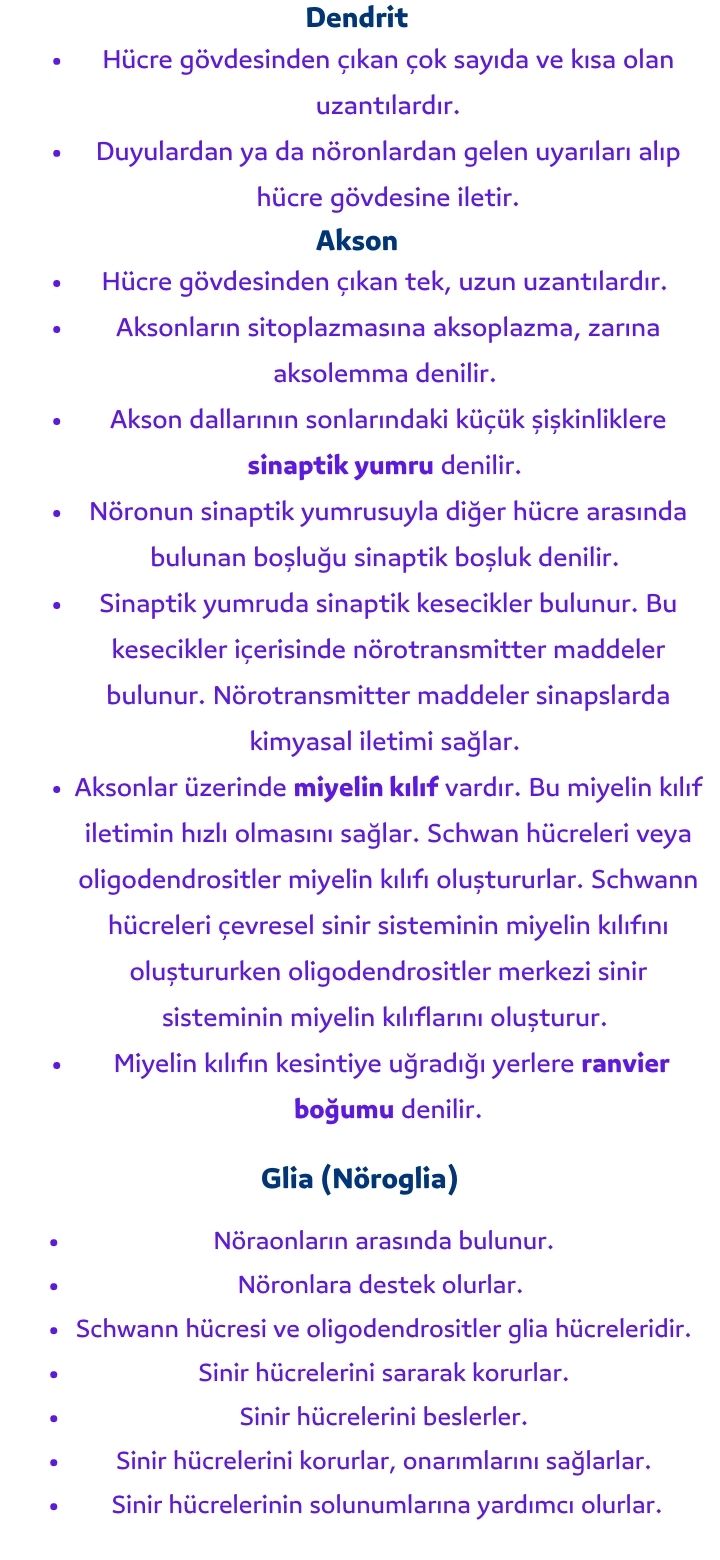 Dendrit
• Hücre gövdesinden çıkan çok sayıda ve kısa olan
uzantılardır.
• Duyulardan ya da nöronlardan gelen uyarıları alıp
hücre gövdesine iletir.
Akson
• Hücre gövdesinden çıkan tek, uzun uzantılardır.
• Aksonların sitoplazmasına aksoplazma, zarına
aksolemma denilir.
• Akson dallarının sonlarındaki küçük şişkinliklere
sinaptik yumru denilir.
• Nöronun sinaptik yumrusuyla diğer hücre arasında
bulunan boşluğu sinaptik boşluk denilir.
• Sinaptik yumruda sinaptik kesecikler bulunur. Bu
kesecikler içerisinde nörotransmitter maddeler
bulunur. Nörotransmitter maddeler sinapslarda
kimyasal iletimi sağlar.
• Aksonlar üzerinde miyelin kılıf vardır. Bu miyelin kılıf
iletimin hızlı olmasını sağlar. Schwan hücreleri veya
oligodendrositler miyelin kılıfı oluştururlar. Schwann
hücreleri çevresel sinir sisteminin miyelin kılıfını
oluştururken oligodendrositler merkezi sinir
sisteminin miyelin kılıflarını oluşturur.
• Miyelin kılıfın kesintiye uğradığı yerlere ranvier
boğumu denilir.
Glia (Nöroglia)
• Nöraonların arasında bulunur.
• Nöronlara destek olurlar.
• Schwann hücresi ve oligodendrositler glia hücreleridir.
• Sinir hücrelerini sararak korurlar.
• Sinir hücrelerini beslerler.
• Sinir hücrelerini korurlar, onarımlarını sağlarlar.
• Sinir hücrelerinin solunumlarına yardımcı olurlar.